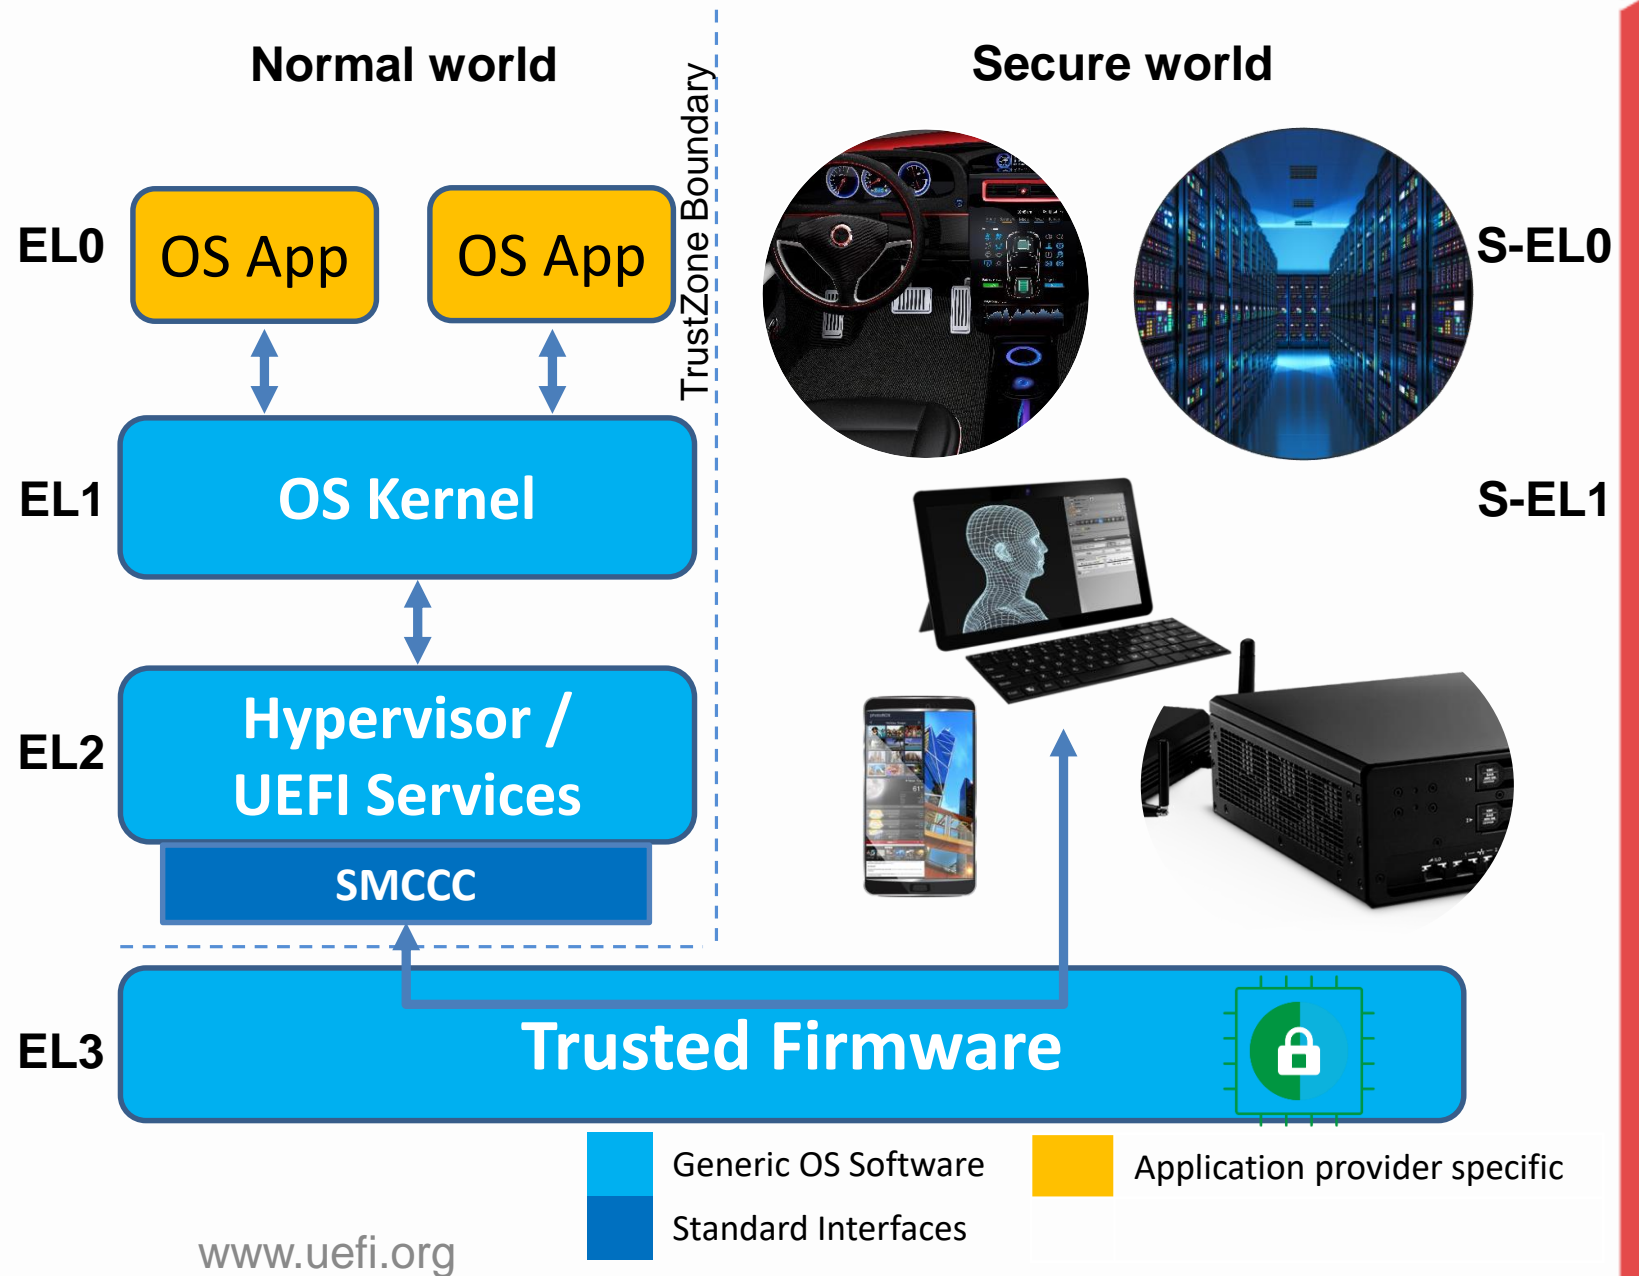 Normal world
Secure world
TrustZone Boundary
EL0
OS App
OS App
S-EL0
EL1
OS Kernel
S-EL1
EL2
Hypervisor /
UEFI Services
SMCCC
EL3
Trusted Firmware
Generic OS Software
Application provider specific
Standard Interfaces
www.uefi.org